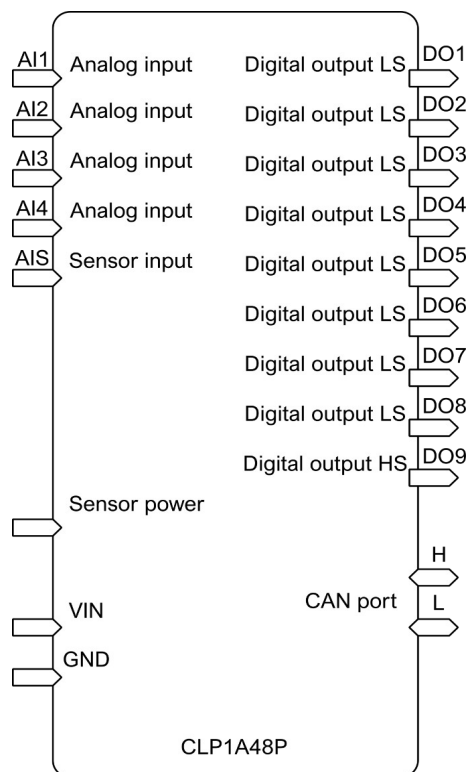 AI1 Analog input Digital output LS DO1
AI2 Analog input Digital output LS DO2
AI3 Analog input Digital output LS DO3
AI4 Analog input Digital output LS DO4
AIS Sensor input Digital output LS DO5
Digital output LS DO6
Digital output LS DO7
Digital output LS DO8
Digital output HS DO9
Sensor power
H
VIN CAN port L
GND
CLP1A48P